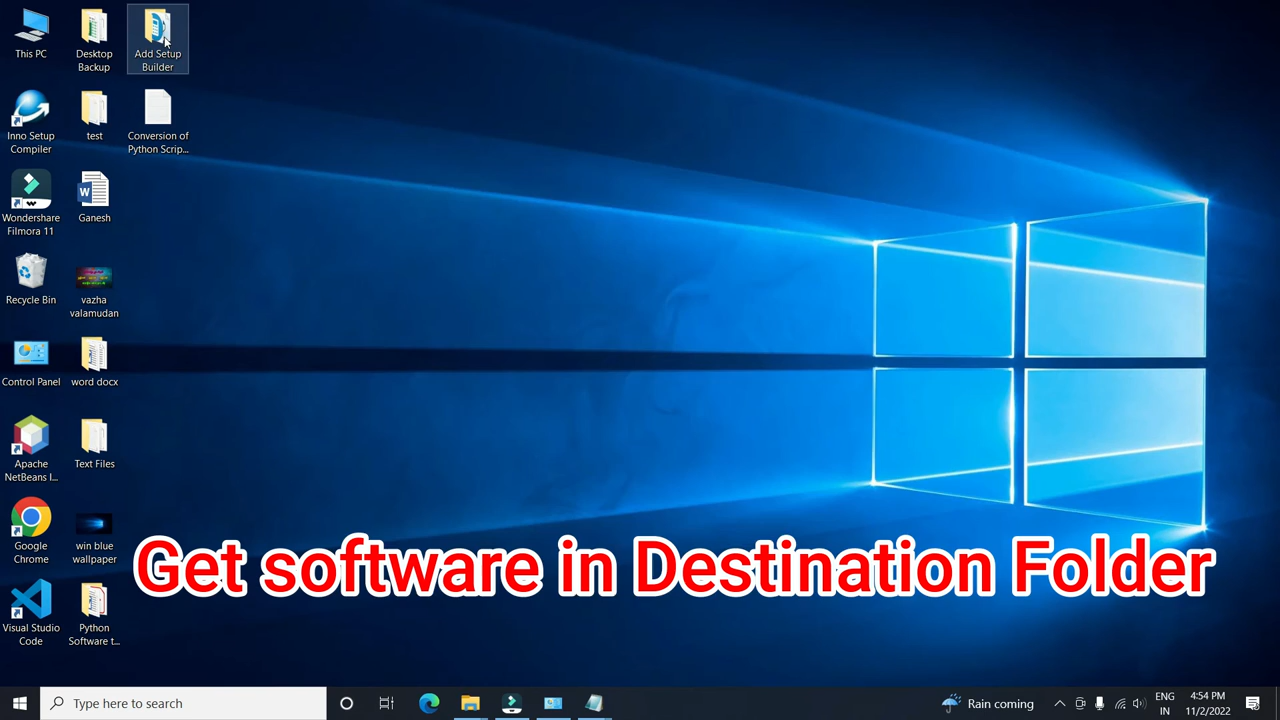 This PC
Desktop
Backup
Add Setup
Builder
Inno Setup
Compiler
test
Conversion of
Python Scrip...
Wondershare
Filmora 11
Ganesh
Recycle Bin
vazha
valamudan
Control Panel
word docx
Apache
NetBeans I...
Text Files
Google
Chrome
win blue
wallpaper
Visual Studio
Code
Python
Software t...
Get software in Destination Folder
Type here to search
Rain coming
ENG
IN
4:54 PM
11/2/2022